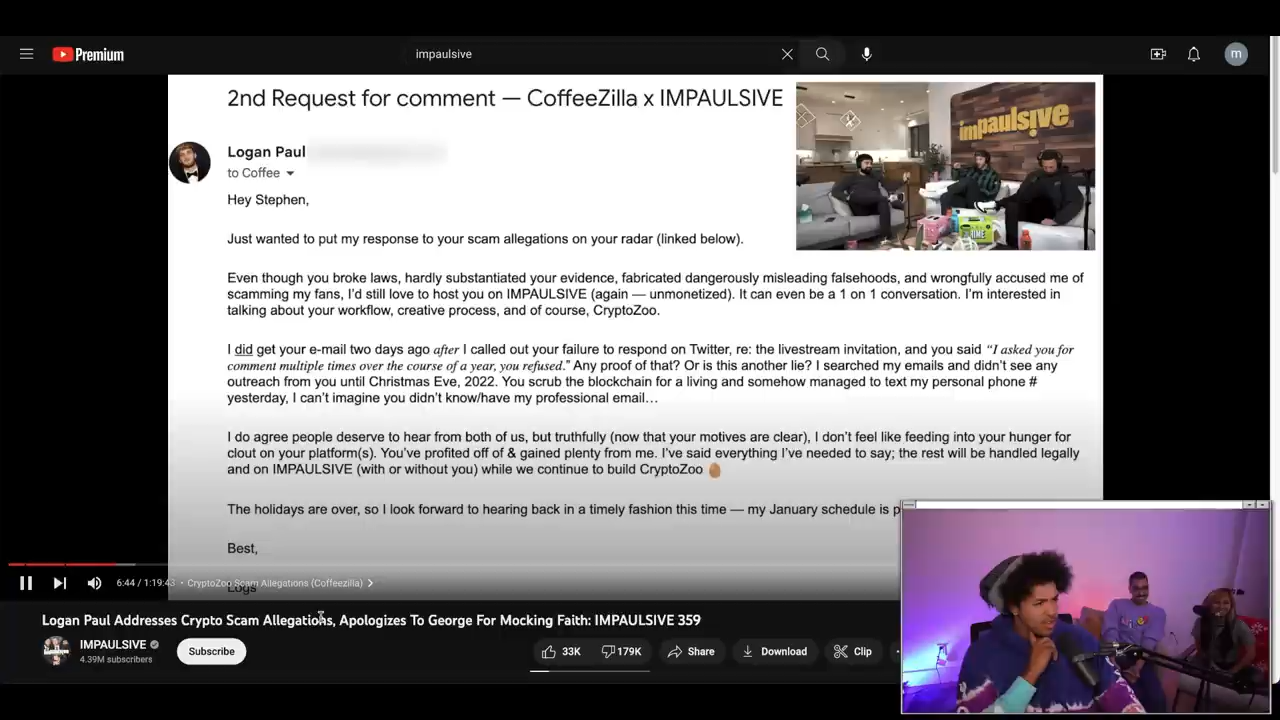 Premium
impaulsive
m
2nd Request for comment — CoffeeZilla x IMPAULSIVE
impaulsive
Logan Paul
to Coffee
Hey Stephen,
Just wanted to put my response to your scam allegations on your radar (linked below).
Even though you broke laws, hardly substantiated your evidence, fabricated dangerously misleading falsehoods, and wrongfully accused me of
scamming my fans, I'd still love to host you on IMPAULSIVE (again — unmonetized). It can even be a 1 on 1 conversation. I'm interested in
talking about your workflow, creative process, and of course, CryptoZoo.
I did get your e-mail two days ago after I called out your failure to respond on Twitter, re: the livestream invitation, and you said “I asked you for
comment multiple times over the course of a year, you refused.” Any proof of that? Or is this another lie? I searched my emails and didn't see any
outreach from you until Christmas Eve, 2022. You scrub the blockchain for a living and somehow managed to text my personal phone #
yesterday, I can't imagine you didn't know/have my professional email…
I do agree people deserve to hear from both of us, but truthfully (now that your motives are clear), I don't feel like feeding into your hunger for
clout on your platform(s). You've profited off of & gained plenty from me. I've said everything I've needed to say; the rest will be handled legally
and on IMPAULSIVE (with or without you) while we continue to build CryptoZoo 🥚
The holidays are over, so I look forward to hearing back in a timely fashion this time — my January schedule is p
Best,
Logs
6:44 / 1:19:43 • CryptoZoo Scam Allegations (Coffeezilla)
Logan Paul Addresses Crypto Scam Allegations, Apologizes To George For Mocking Faith: IMPAULSIVE 359
IMPAULSIVE
4.39M subscribers
Subscribe
33K
179K
Share
Download
Clip